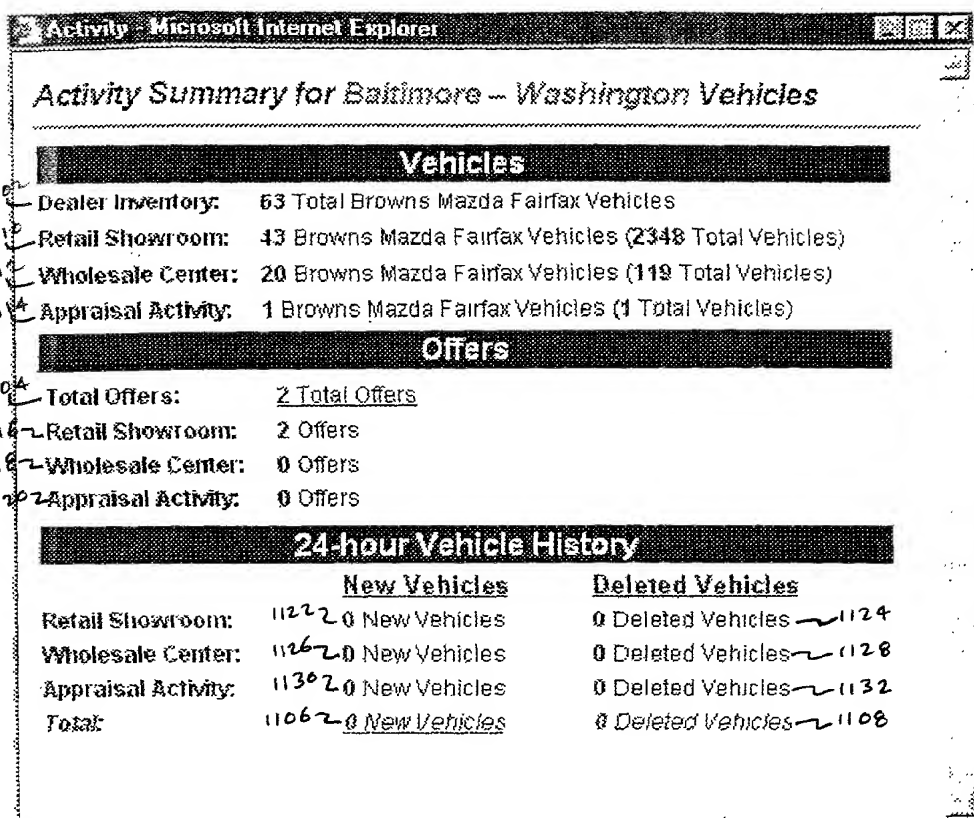 Activity - Microsoft Internet Explorer
Activity Summary for Baltimore – Washington Vehicles
Vehicles
Dealer Inventory: 63 Total Browns Mazda Fairfax Vehicles
Retail Showroom: 43 Browns Mazda Fairfax Vehicles (2348 Total Vehicles)
Wholesale Center: 20 Browns Mazda Fairfax Vehicles (119 Total Vehicles)
Appraisal Activity: 1 Browns Mazda Fairfax Vehicles (1 Total Vehicles)
Offers
Total Offers: 2 Total Offers
Retail Showroom: 2 Offers
Wholesale Center: 0 Offers
Appraisal Activity: 0 Offers
24-hour Vehicle History
New Vehicles Deleted Vehicles
Retail Showroom: 1122 0 New Vehicles 0 Deleted Vehicles 1124
Wholesale Center: 1126 0 New Vehicles 0 Deleted Vehicles 1128
Appraisal Activity: 1130 0 New Vehicles 0 Deleted Vehicles 1132
Total: 1106 0 New Vehicles 0 Deleted Vehicles 1108